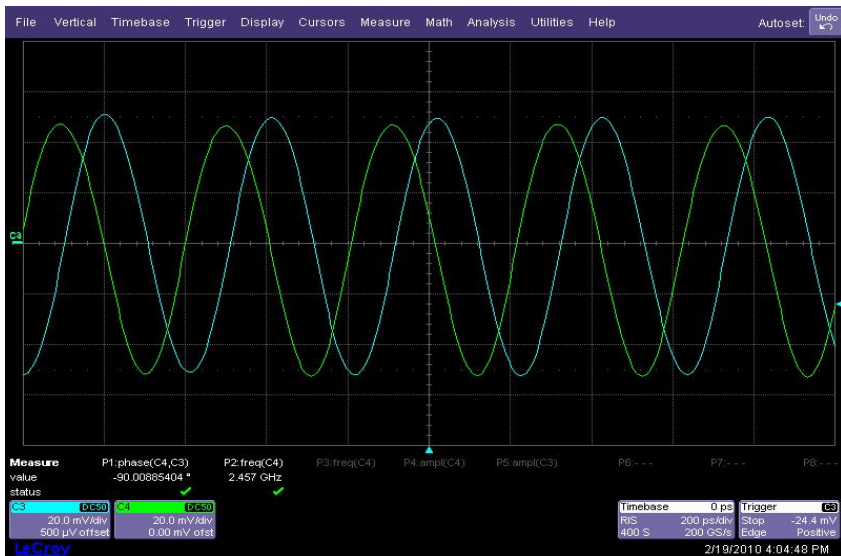 File Vertical Timebase Trigger Display Cursors Measure Math Analysis Utilities Help Autoset: Undo
C3
Measure P1:phase(C4,C3) P2:freq(C4) P3:freq(C4) P4:ampl(C4) P5:ampl(C3) P6:- - - P7:- - - P8:- - -
value -90.00885404 ° 2.457 GHz
status
C3 DC50 C4 DC50 Timebase 0 ps Trigger C3
20.0 mV/div 20.0 mV/div RIS 200 ps/div Stop -24.4 mV
500 µV offset 0.00 mV ofst 400 S 200 GS/s Edge Positive
LeCroy 2/19/2010 4:04:48 PM